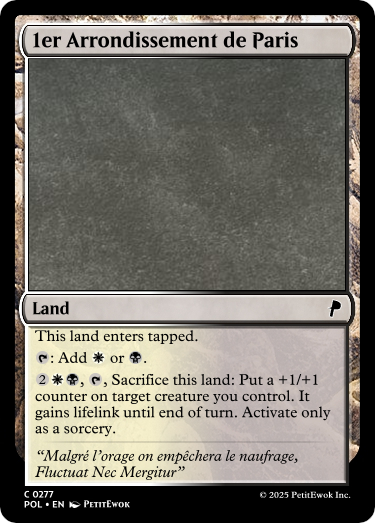 1er Arrondissement de Paris
Land
This land enters tapped.
: Add or .
2 , , Sacrifice this land: Put a +1/+1
counter on target creature you control. It
gains lifelink until end of turn. Activate only
as a sorcery.
“Malgré l’orage on empêchera le naufrage,
Fluctuat Nec Mergitur”
C 0277
POL • EN PetitEwok
© 2025 PetitEwok Inc.